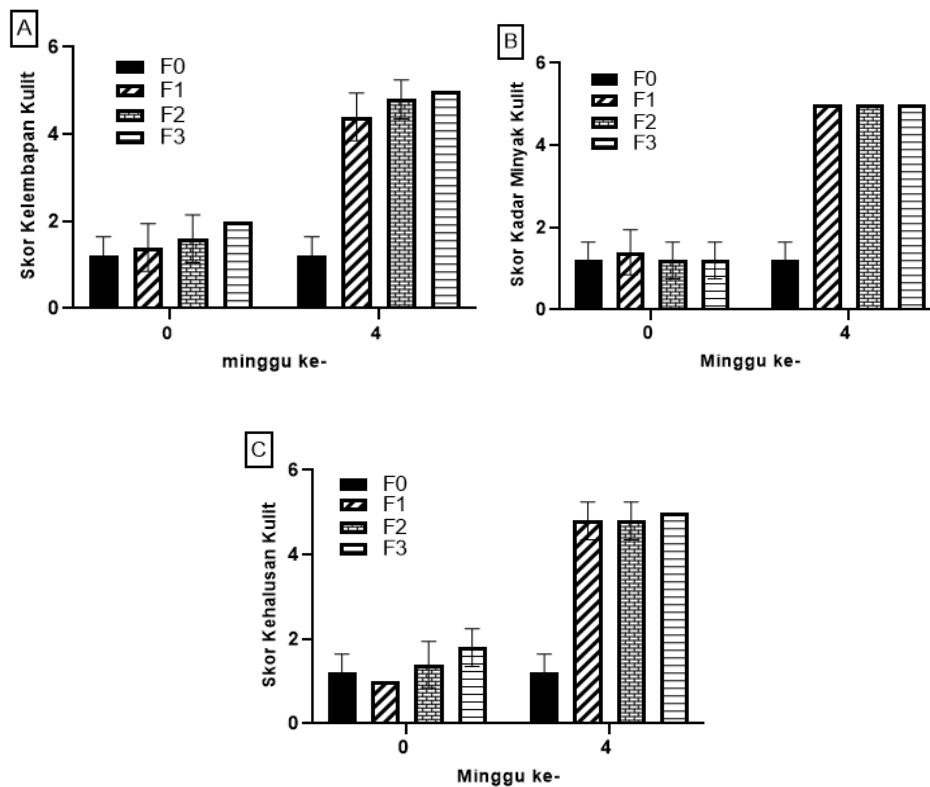 A
Skor Kelembapan Kulit
6
4
2
0
F0
F1
F2
F3
0
4
minggu ke-
B
Skor Kadar Minyak Kulit
6
4
2
0
F0
F1
F2
F3
0
4
Minggu ke-
C
Skor Kehalusan Kulit
6
4
2
0
F0
F1
F2
F3
0
4
Minggu ke-